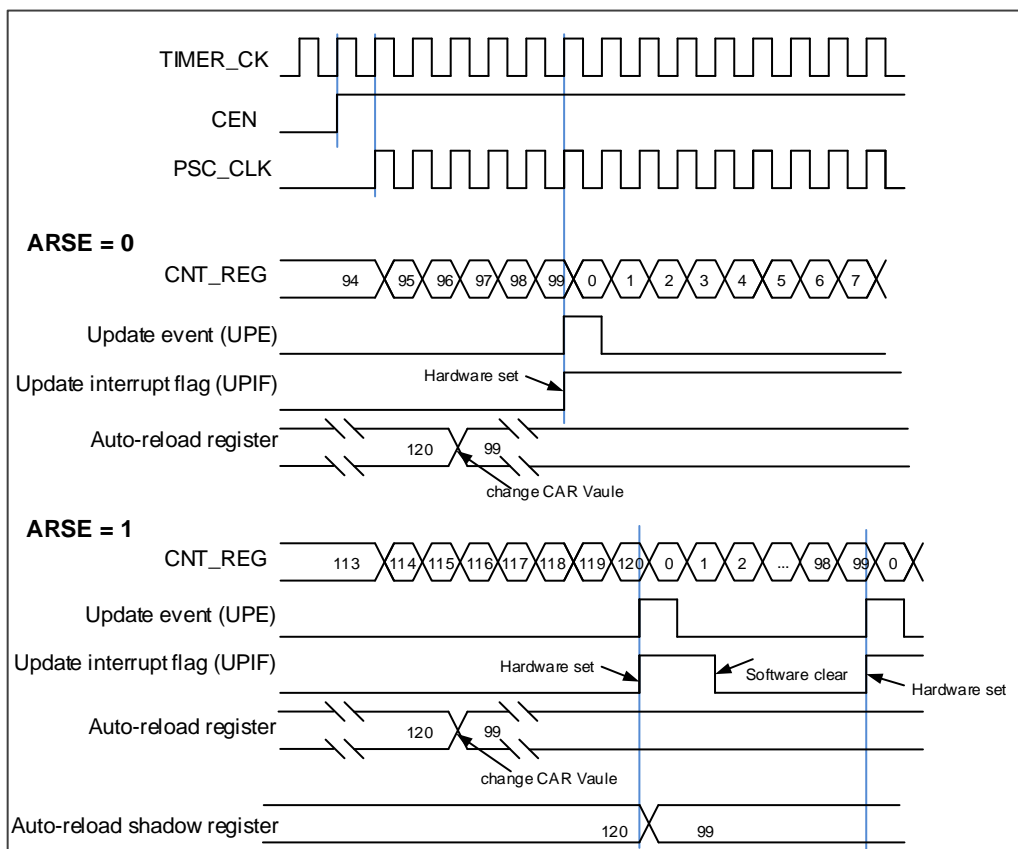 TIMER_CK
CEN
PSC_CLK
ARSE = 0
CNT_REG 94 95 96 97 98 99 0 1 2 3 4 5 6 7
Update event (UPE)
Update interrupt flag (UPIF) Hardware set
Auto-reload register 120 99
change CAR Vaule
ARSE = 1
CNT_REG 113 114 115 116 117 118 119 120 0 1 2 ... 98 99 0
Update event (UPE)
Update interrupt flag (UPIF) Hardware set Software clear Hardware set
Auto-reload register 120 99
change CAR Vaule
Auto-reload shadow register 120 99